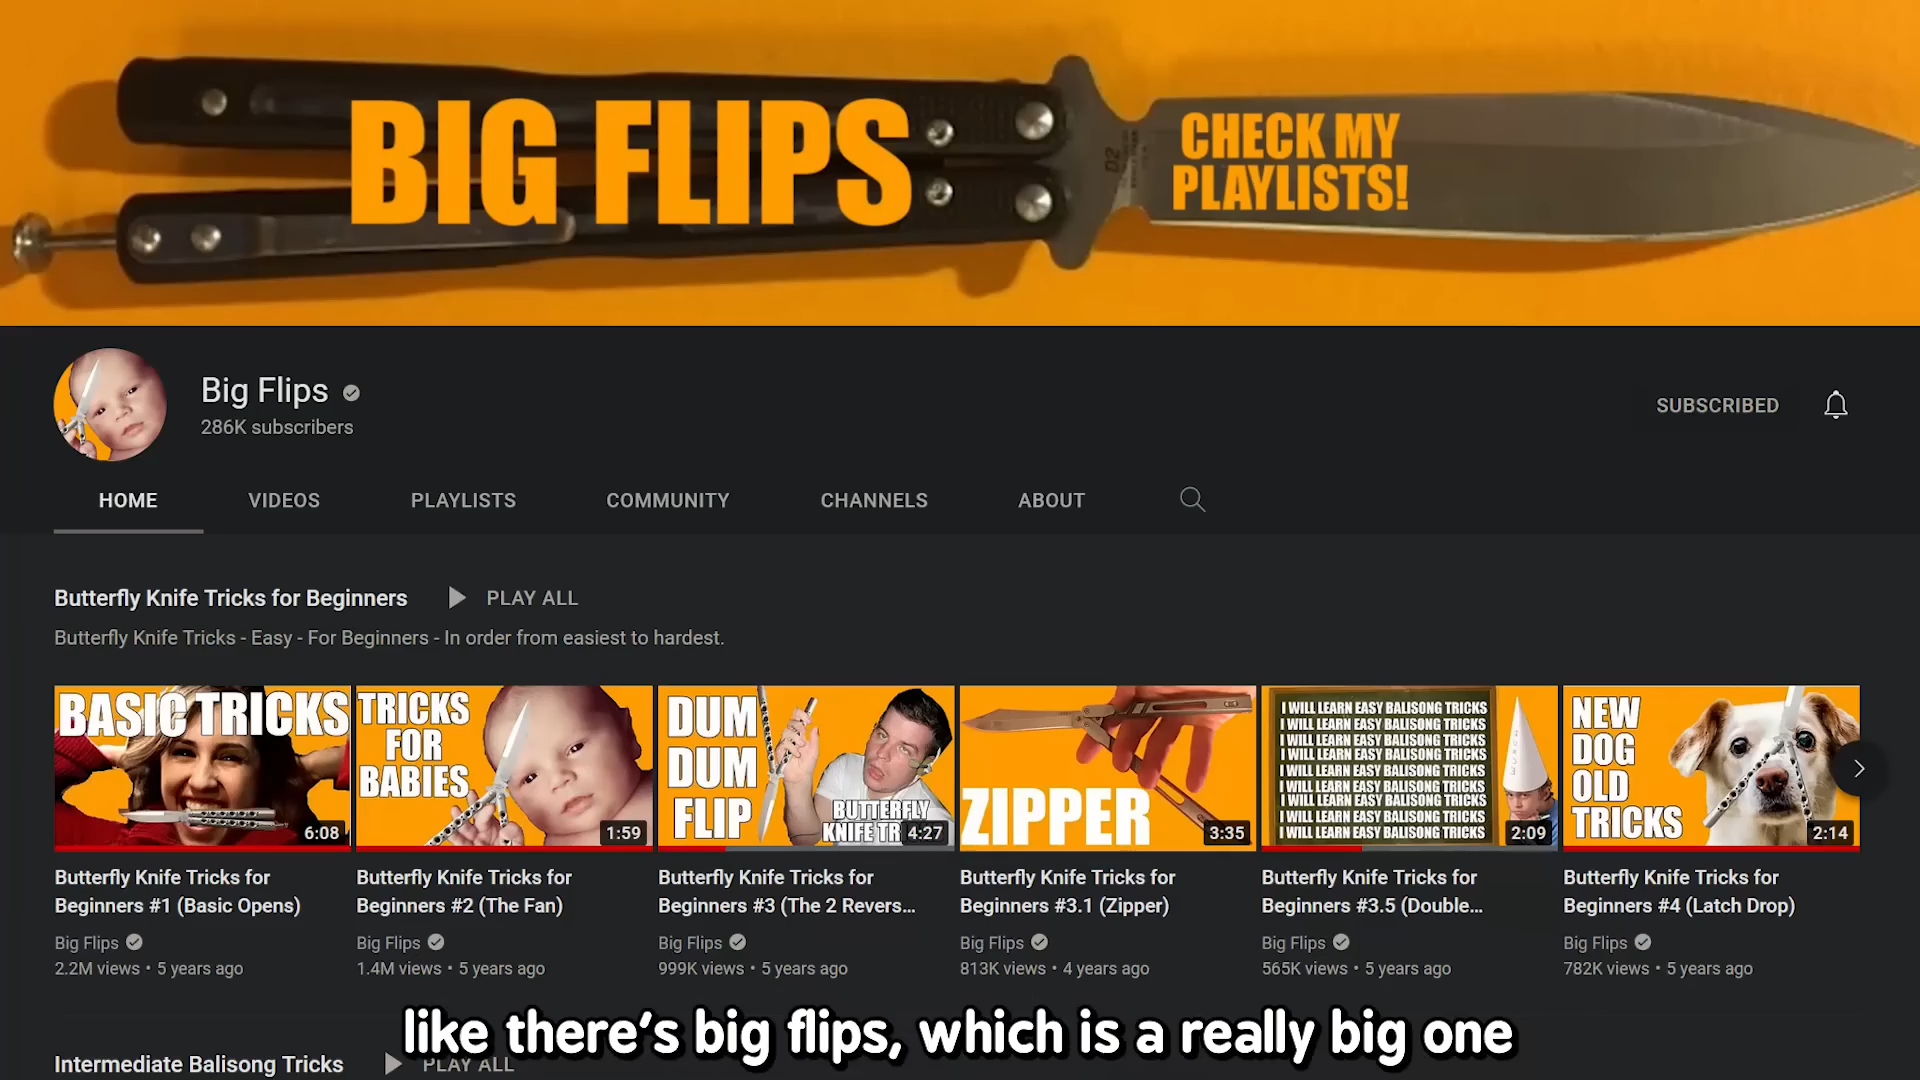 BIG FLIPS
CHECK MY
PLAYLISTS!
D2
Big Flips
286K subscribers
SUBSCRIBED
HOME VIDEOS PLAYLISTS COMMUNITY CHANNELS ABOUT
Butterfly Knife Tricks for Beginners PLAY ALL
Butterfly Knife Tricks - Easy - For Beginners - In order from easiest to hardest.
BASIC TRICKS
6:08
TRICKS
FOR
BABIES
1:59
DUM
DUM
FLIP
BUTTERFLY
KNIFE TR
4:27
ZIPPER
3:35
I WILL LEARN EASY BALISONG TRICKS
I WILL LEARN EASY BALISONG TRICKS
I WILL LEARN EASY BALISONG TRICKS
I WILL LEARN EASY BALISONG TRICKS
I WILL LEARN EASY BALISONG TRICKS
I WILL LEARN EASY BALISONG TRICKS
I WILL LEARN EASY BALISONG TRICKS
I WILL LEARN EASY BALISONG TRICKS
I WILL LEARN EASY BALISONG TRICKS
2:09
NEW
DOG
OLD
TRICKS
2:14
Butterfly Knife Tricks for
Beginners #1 (Basic Opens)
Big Flips
2.2M views • 5 years ago
Butterfly Knife Tricks for
Beginners #2 (The Fan)
Big Flips
1.4M views • 5 years ago
Butterfly Knife Tricks for
Beginners #3 (The 2 Revers...
Big Flips
999K views • 5 years ago
Butterfly Knife Tricks for
Beginners #3.1 (Zipper)
Big Flips
813K views • 4 years ago
Butterfly Knife Tricks for
Beginners #3.5 (Double...
Big Flips
565K views • 5 years ago
Butterfly Knife Tricks for
Beginners #4 (Latch Drop)
Big Flips
782K views • 5 years ago
like there's big flips, which is a really big one
Intermediate Balisong Tricks PLAY ALL